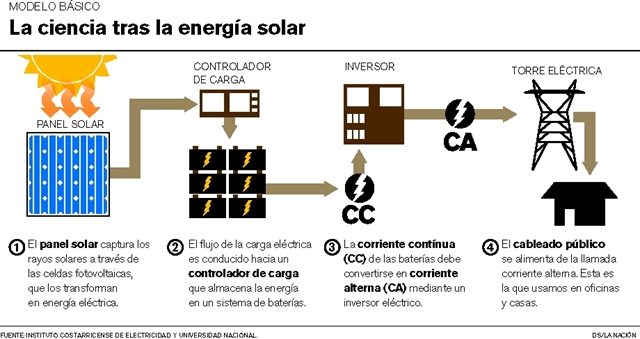 MODELO BÁSICO
La ciencia tras la energía solar
PANEL SOLAR
CONTROLADOR
DE CARGA
INVERSOR
TORRE ELÉCTRICA
CA
CC
1 El panel solar captura los
rayos solares a través de
las celdas fotovoltaicas,
que los transforman
en energía eléctrica.
2 El flujo de la carga eléctrica
es conducido hacia un
controlador de carga
que almacena la energía
en un sistema de baterías.
3 La corriente contínua
(CC) de las baterías debe
convertirse en corriente
alterna (CA) mediante un
inversor eléctrico.
4 El cableado público
se alimenta de la llamada
corriente alterna. Esta es
la que usamos en oficinas
y casas.
FUENTE: INSTITUTO COSTARRICENSE DE ELECTRICIDAD Y UNIVERSIDAD NACIONAL.
DS/LA NACIÓN